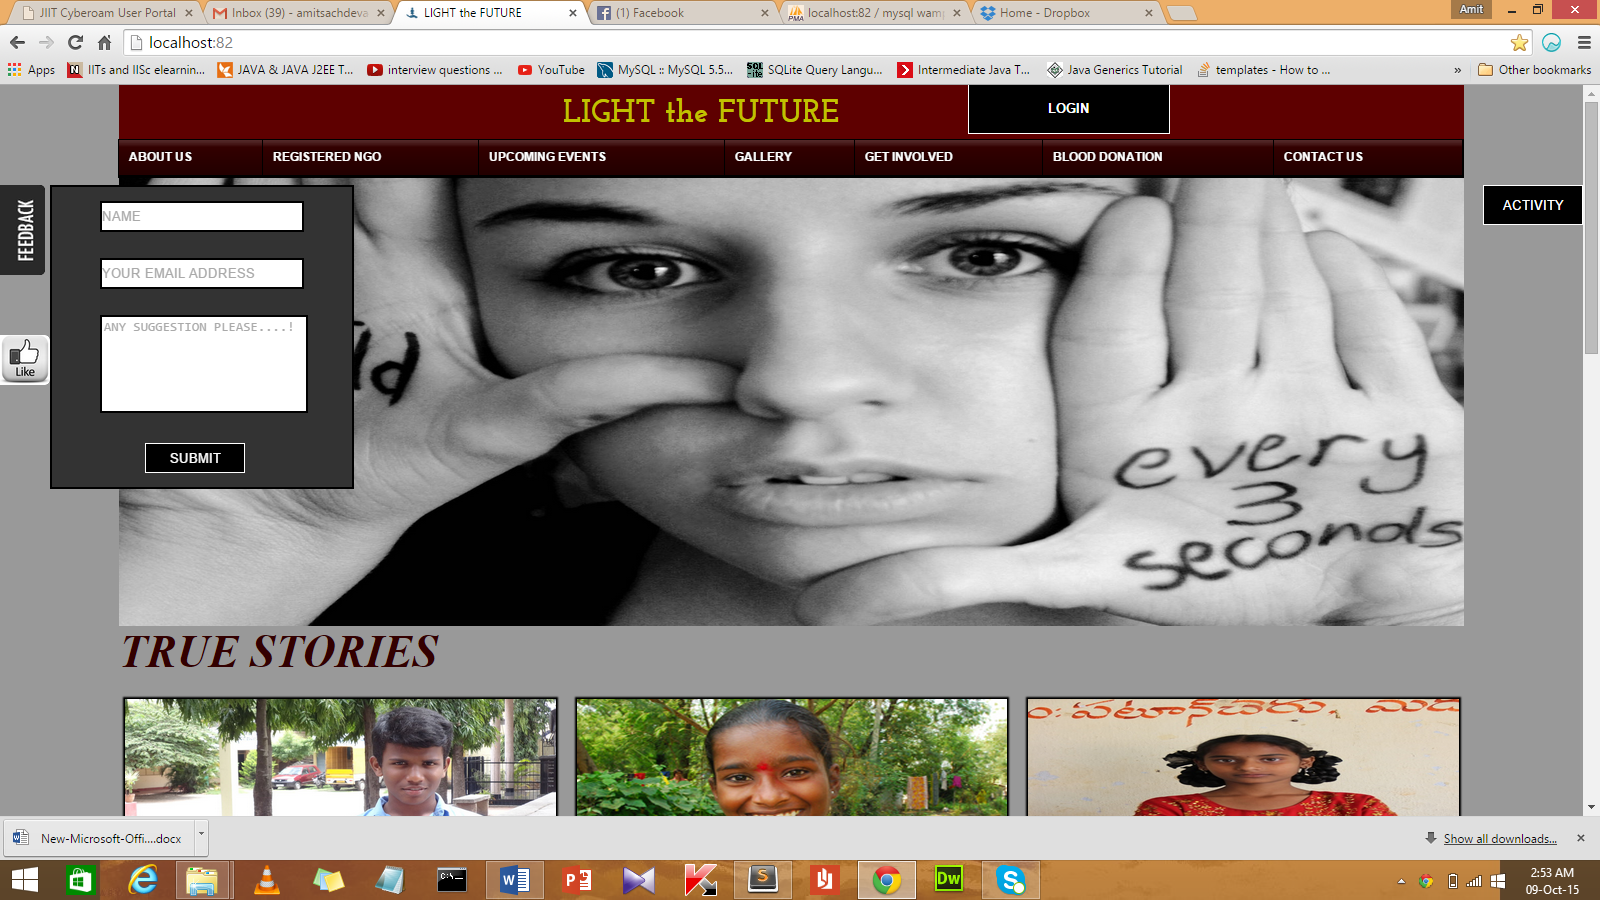 JIIT Cyberoam User Portal
Inbox (39) - amitsachdeva
LIGHT the FUTURE
(1) Facebook
localhost:82 / mysql wam
Home - Dropbox
Amit
localhost:82
Apps
IITs and IISc elearnin...
JAVA & JAVA J2EE T...
interview questions ...
YouTube
MySQL :: MySQL 5.5...
SQLite Query Langu...
Intermediate Java T...
Java Generics Tutorial
templates - How to ...
»
Other bookmarks
LIGHT the FUTURE
LOGIN
ABOUT US
REGISTERED NGO
UPCOMING EVENTS
GALLERY
GET INVOLVED
BLOOD DONATION
CONTACT US
FEEDBACK
NAME
YOUR EMAIL ADDRESS
ANY SUGGESTION PLEASE....!
SUBMIT
Like
ACTIVITY
every
3
seconds
TRUE STORIES
New-Microsoft-Offi....docx
Show all downloads...
2:53 AM
09-Oct-15